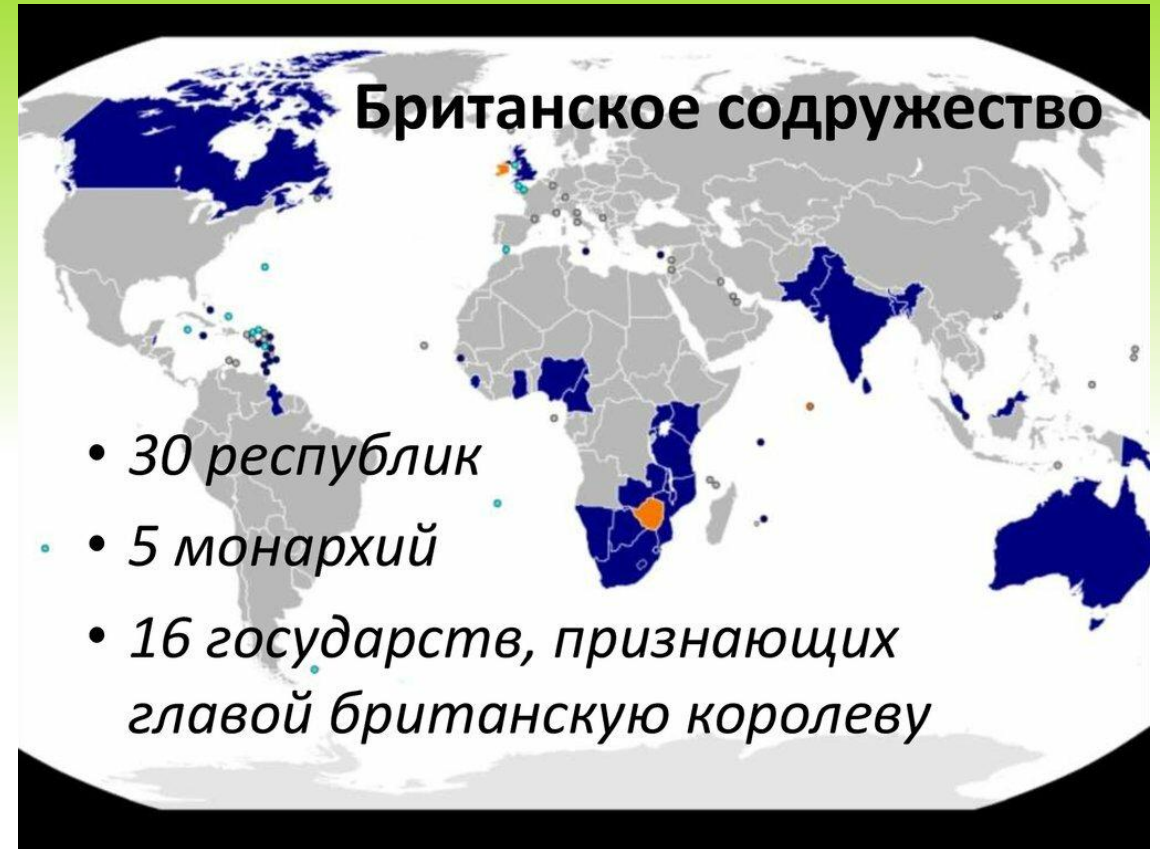 Британское содружество
• 30 республик
• 5 монархий
• 16 государств, признающих
главой британскую королеву